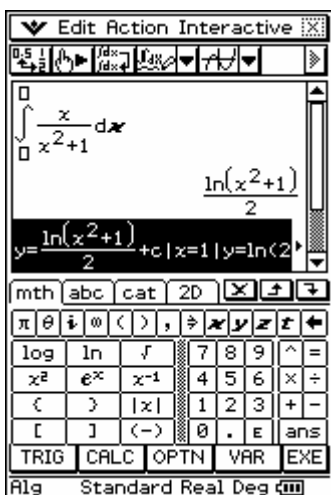 Edit Action Interactive
∫ x/(x²+1) dx
ln(x²+1)/2
y=ln(x²+1)/2+c|x=1|y=ln(2
mth abc cat 2D
π θ i ∞ ( ) , ⇒ x y z t ←
log ln √ 7 8 9 ^ =
x² eˣ x⁻¹ 4 5 6 × ÷
{ } |x| 1 2 3 + −
[ ] (−) 0 . E ans
TRIG CALC OPTN VAR EXE
Alg Standard Real Deg